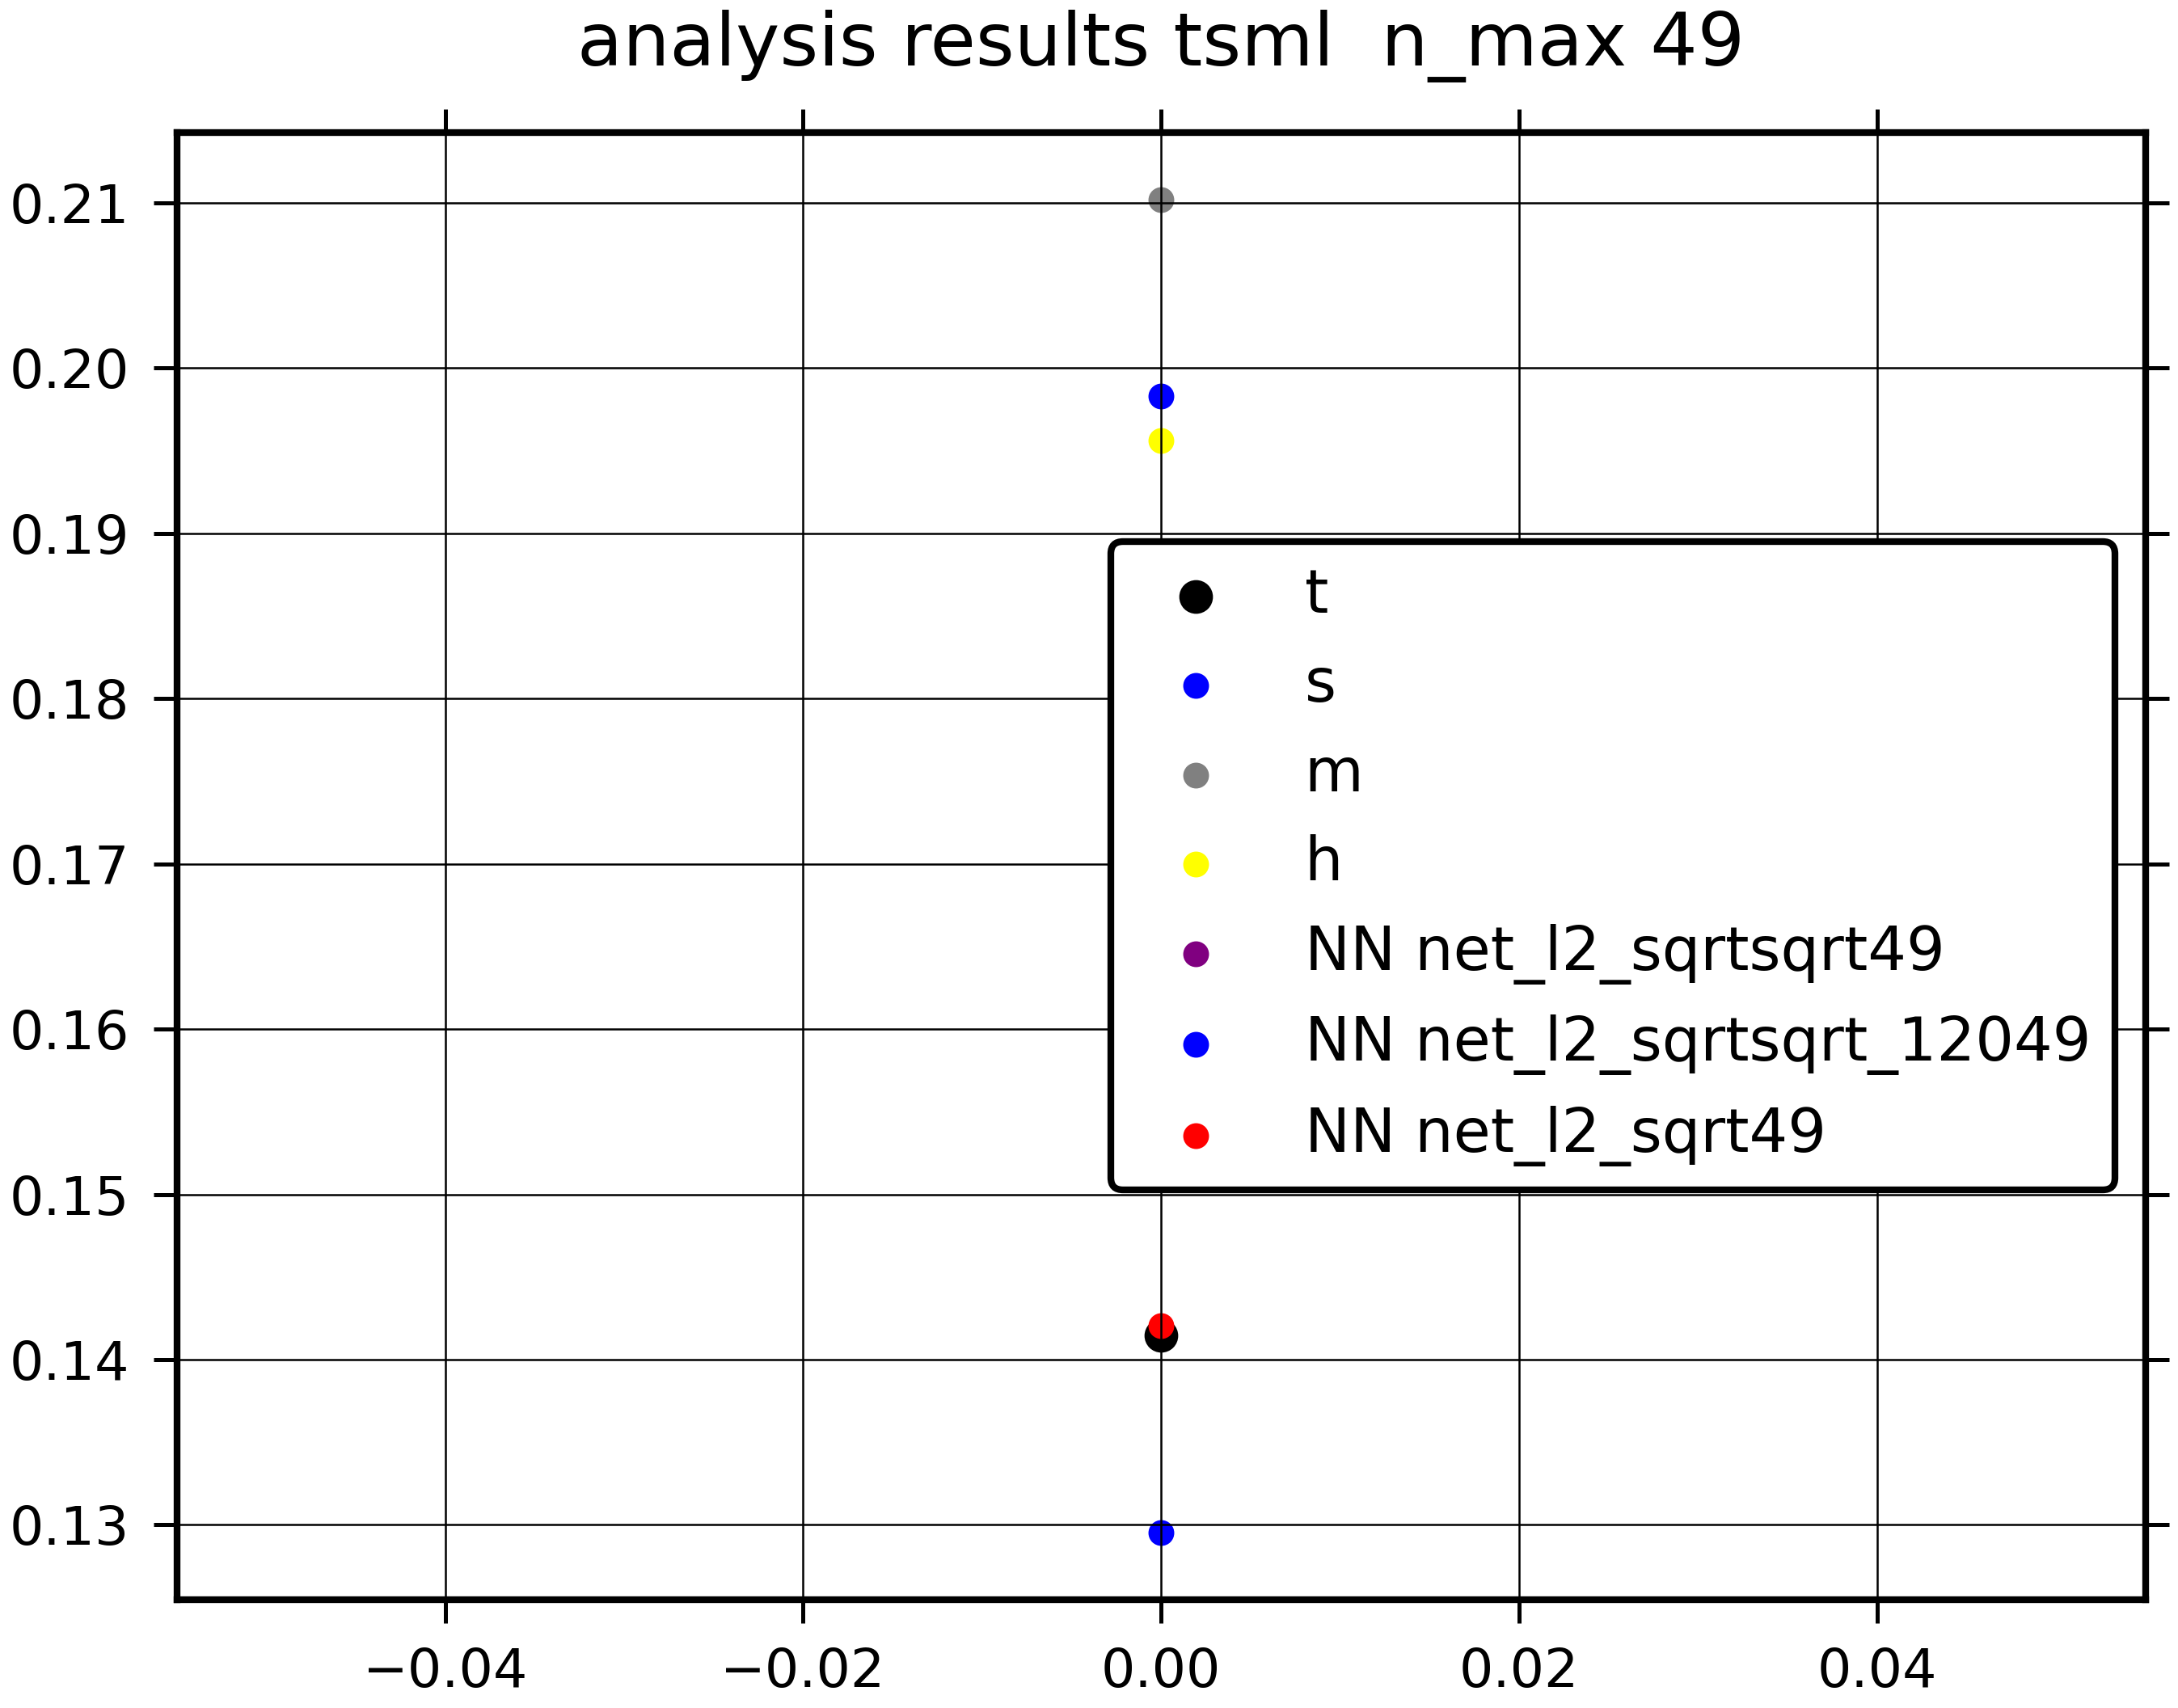 analysis results tsml  n_max 49
0.21
0.20
0.19
0.18
0.17
0.16
0.15
0.14
0.13
t
s
m
h
NN net_l2_sqrtsqrt49
NN net_l2_sqrtsqrt_12049
NN net_l2_sqrt49
−0.04
−0.02
0.00
0.02
0.04